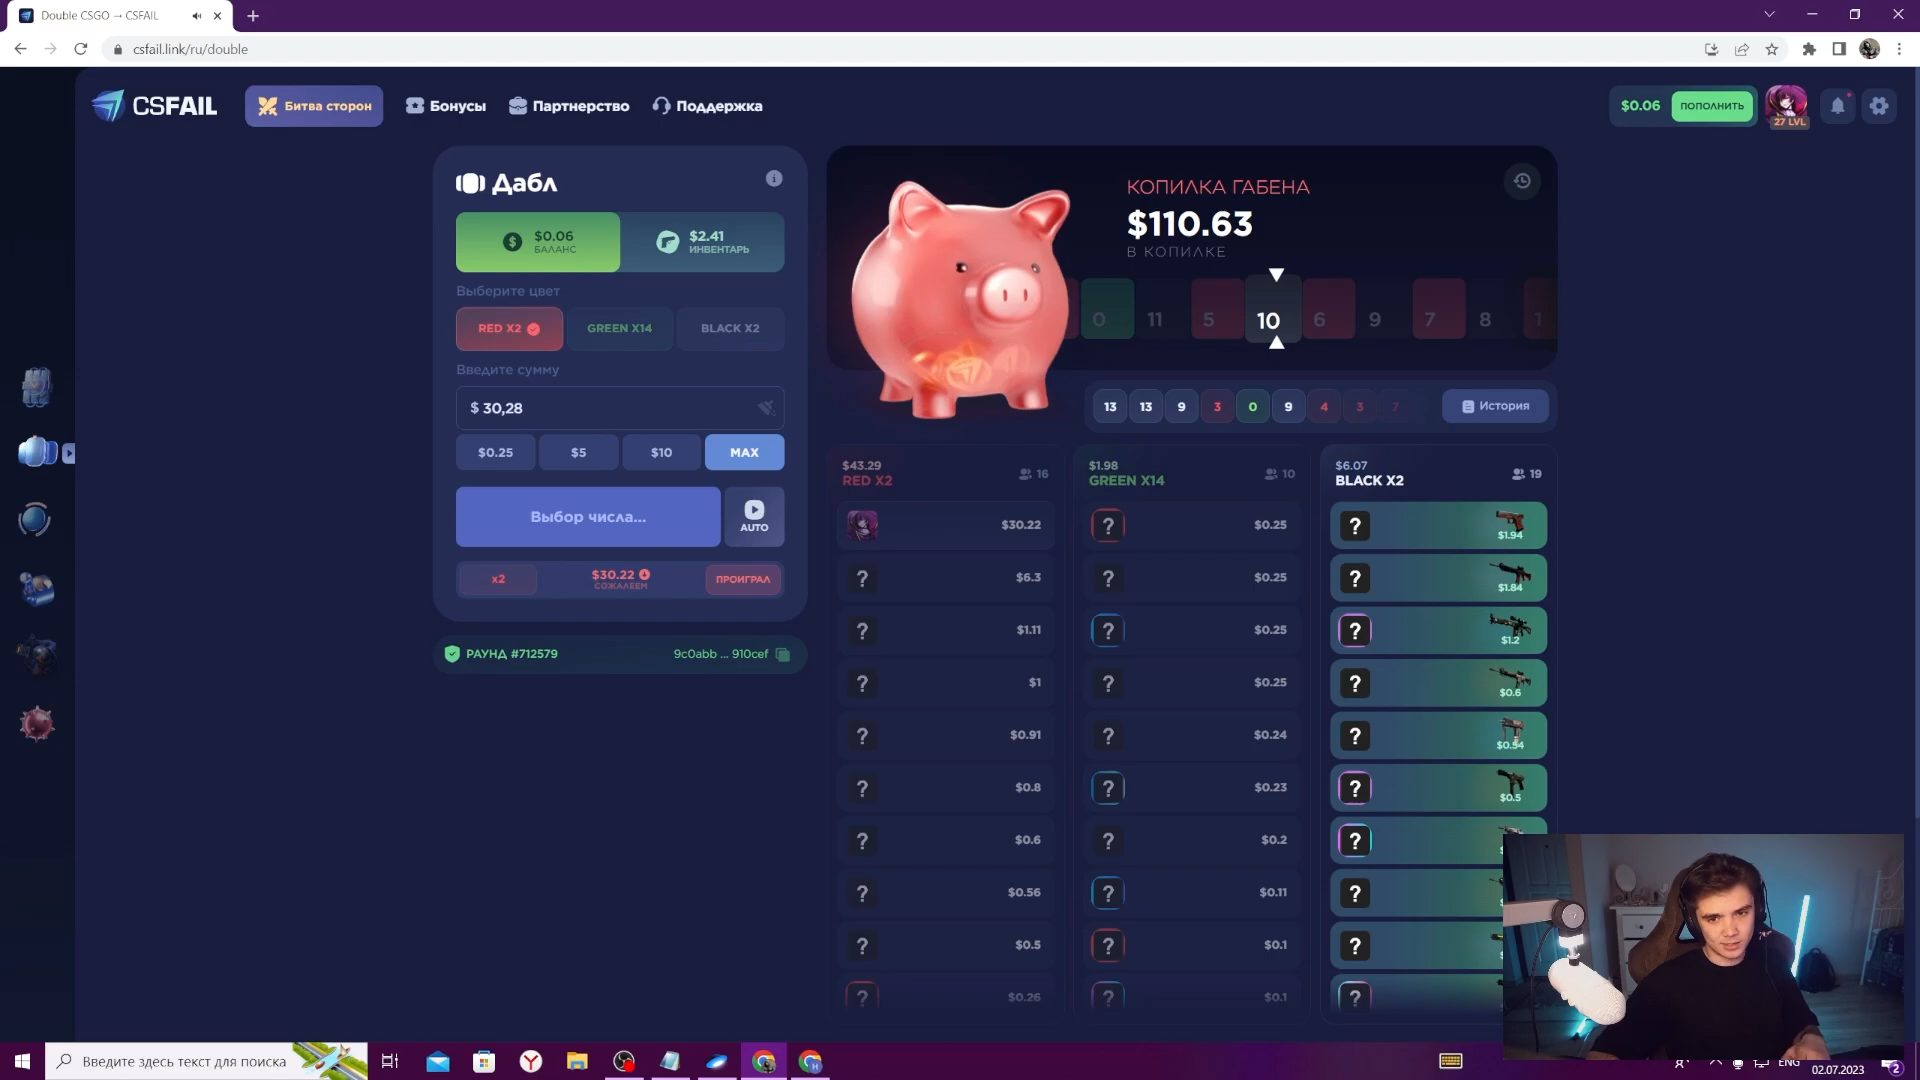 Double CSGO → CSFAIL
csfail.link/ru/double
CSFAIL
Битва сторон
Бонусы
Партнерство
Поддержка
$0.06
ПОПОЛНИТЬ
27 LVL
Дабл
$0.06
БАЛАНС
$2.41
ИНВЕНТАРЬ
Выберите цвет
RED X2
GREEN X14
BLACK X2
Введите сумму
$ 30,28
$0.25
$5
$10
MAX
Выбор числа...
AUTO
x2
$30.22
СОЖАЛЕЕМ
ПРОИГРАЛ
РАУНД #712579
9c0abb ... 910cef
КОПИЛКА ГАБЕНА
$110.63
В КОПИЛКЕ
0 11 5 10 6 9 7 8 1
13 13 9 3 0 9 4 3 7
История
$43.29
RED X2
16
$30.22
? $6.3
? $1.11
? $1
? $0.91
? $0.8
? $0.6
? $0.56
? $0.5
? $0.26
$1.98
GREEN X14
10
? $0.25
? $0.25
? $0.25
? $0.25
? $0.24
? $0.23
? $0.2
? $0.11
? $0.1
? $0.1
$6.07
BLACK X2
19
? $1.94
? $1.84
? $1.2
? $0.6
? $0.54
? $0.5
?
?
?
?
Введите здесь текст для поиска
ENG
02.07.2023
2